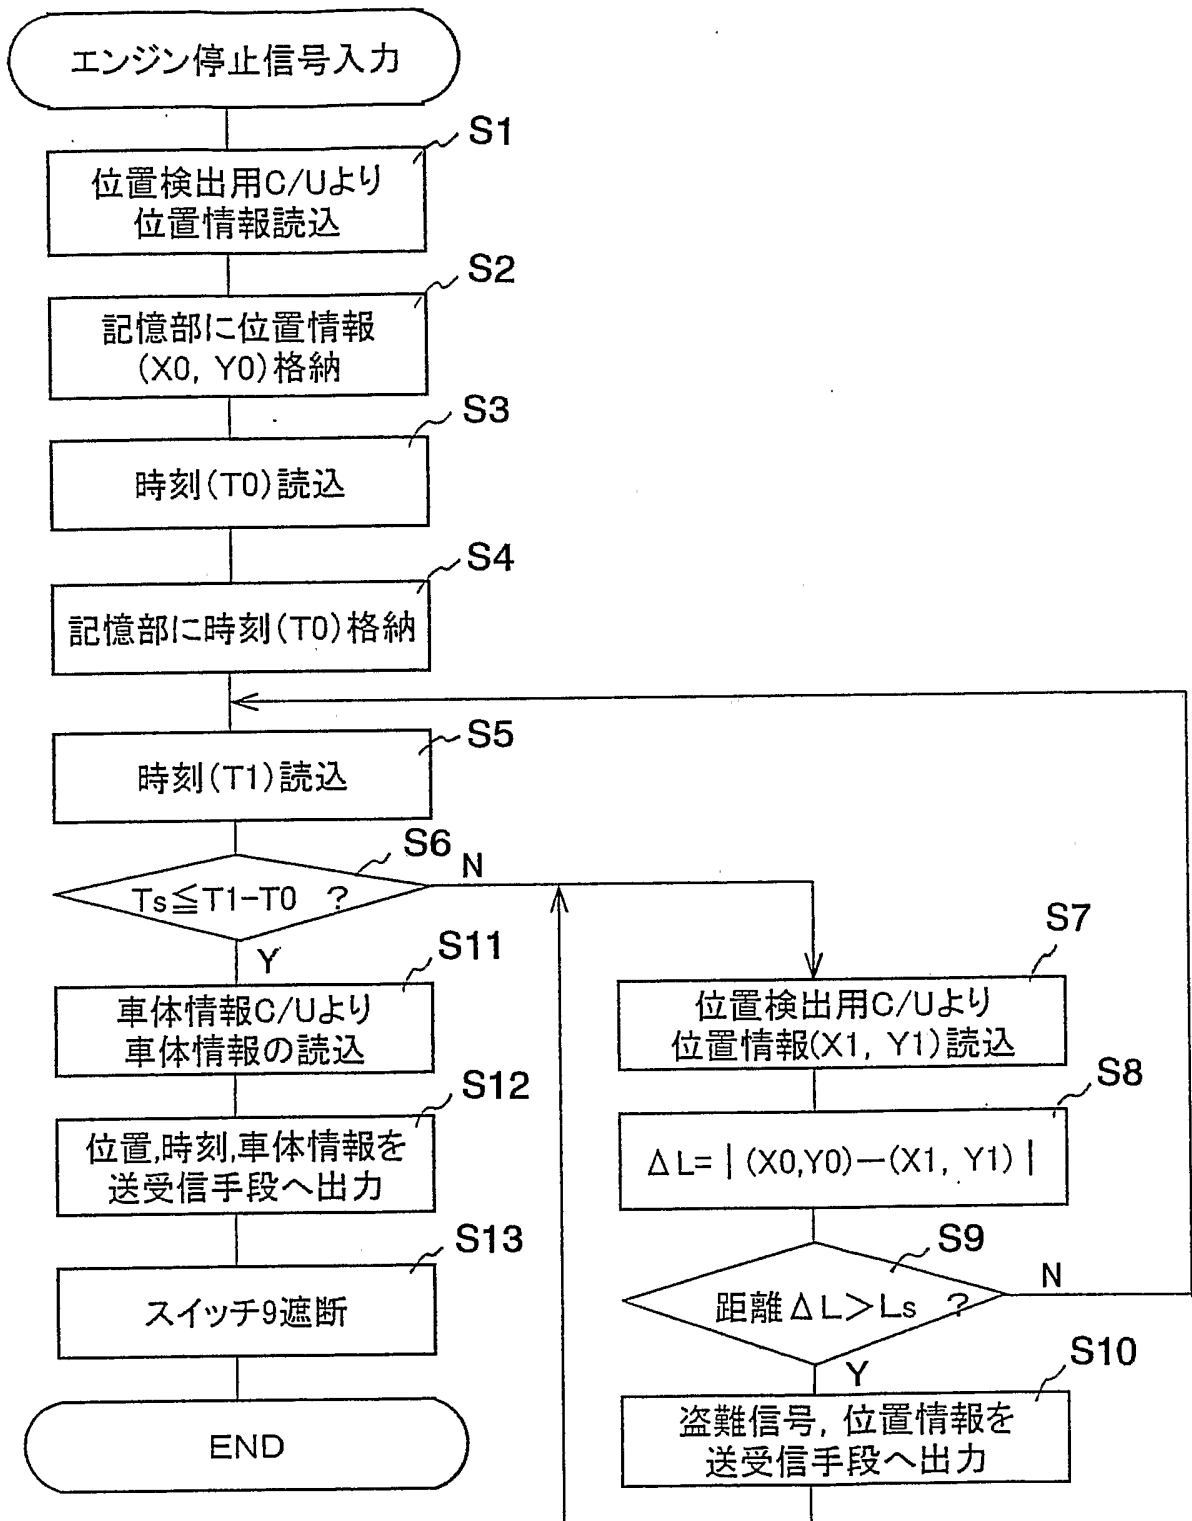 エンジン停止信号入力
S1
位置検出用C/Uより
位置情報読込
S2
記憶部に位置情報
(X0, Y0)格納
S3
時刻(T0)読込
S4
記憶部に時刻(T0)格納
S5
時刻(T1)読込
S6
Ts≦T1-T0 ?
N
Y
S11
車体情報C/Uより
車体情報の読込
S12
位置,時刻,車体情報を
送受信手段へ出力
S13
スイッチ9遮断
END
S7
位置検出用C/Uより
位置情報(X1, Y1)読込
S8
ΔL=|(X0,Y0)−(X1, Y1)|
S9
距離ΔL>Ls ?
N
Y
S10
盗難信号, 位置情報を
送受信手段へ出力